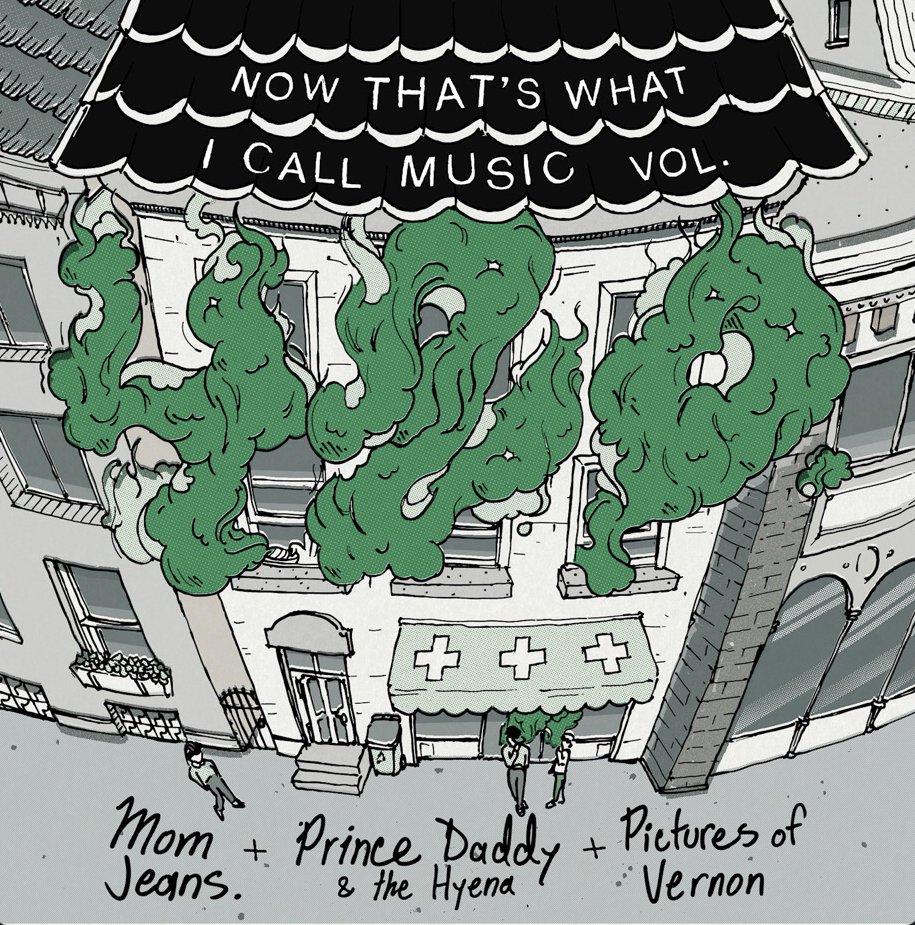 NOW THAT'S WHAT
I CALL MUSIC VOL.
420
Mom + Prince Daddy + Pictures of
Jeans. & the Hyena Vernon